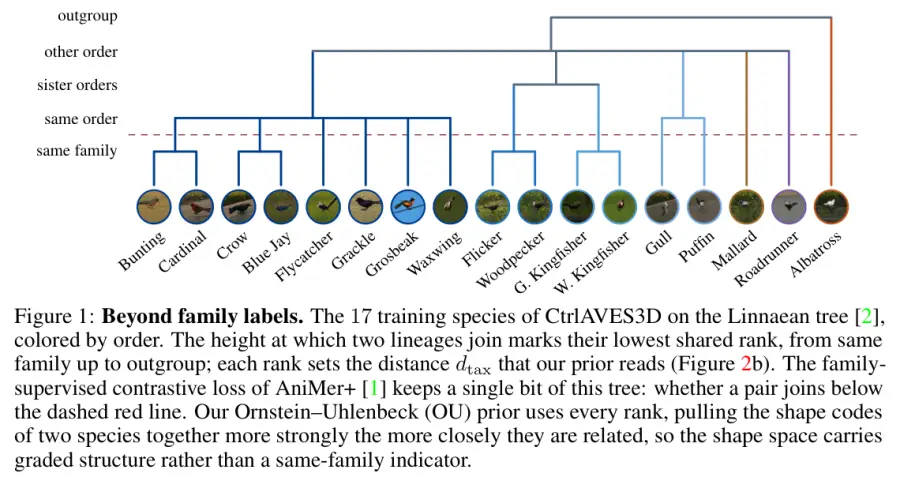 outgroup
other order
sister orders
same order
same family
Bunting
Cardinal
Crow
Blue Jay
Flycatcher
Grackle
Grosbeak
Waxwing
Flicker
Woodpecker
G. Kingfisher
W. Kingfisher
Gull
Puffin
Mallard
Roadrunner
Albatross
Figure 1: Beyond family labels. The 17 training species of CtrlAVES3D on the Linnaean tree [2],
colored by order. The height at which two lineages join marks their lowest shared rank, from same
family up to outgroup; each rank sets the distance d_tax that our prior reads (Figure 2b). The family-
supervised contrastive loss of AniMer+ [1] keeps a single bit of this tree: whether a pair joins below
the dashed red line. Our Ornstein–Uhlenbeck (OU) prior uses every rank, pulling the shape codes
of two species together more strongly the more closely they are related, so the shape space carries
graded structure rather than a same-family indicator.